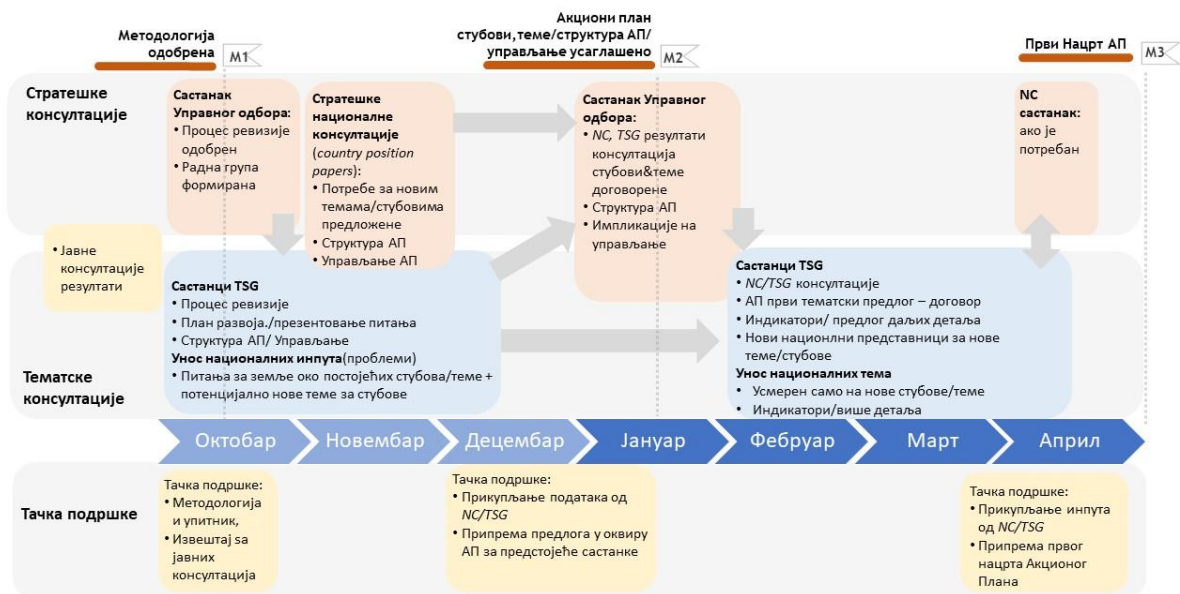 Методологија
одобрена
M1
Акциони план
стубови,теме/структура АП/
управљање усаглашено
M2
Први Нацрт АП
M3
Стратешке
консултације
Састанак
Управног одбора:
• Процес ревизије
одобрен
• Радна група
формирана
Стратешке
националне
консултације
(country position
papers):
• Потребе за новим
темама/стубовима
предложене
• Структура АП
• Управљање АП
Састанак Управног
одбора:
• NC, TSG резултати
консултација
стубови&теме
договорене
• Структура АП
• Импликације на
управљање
NC
састанак:
ако је
потребан
• Јавне
консултације
резултати
Тематске
консултације
Састанци TSG
• Процес ревизије
• План развоја./презентовање питања
• Структура АП/ Управљање
Унос националних инпута(проблеми)
• Питања за земље око постојећих стубова/теме +
потенцијално нове теме за стубове
Састанци TSG
• NC/TSG консултације
• АП први тематски предлог – договор
• Индикатори/ предлог даљих детаља
• Нови национлни представници за нове
теме/стубове
Унос националних тема
• Усмерен само на нове стубове/теме
• Индикатори/више детаља
Октобар
Новембар
Децембар
Јануар
Фебруар
Март
Април
Тачка подршке
Тачка подршке:
• Методологија
и упитник,
• Извештај sa
јавних
консултација
Тачка подршке:
• Прикупљање података од
NC/TSG
• Припрема предлога у оквиру
АП за предстојеће састанке
Тачка подршке:
• Прикупљање инпута
од NC/TSG
• Припрема првог
нацрта Акционог
Плана